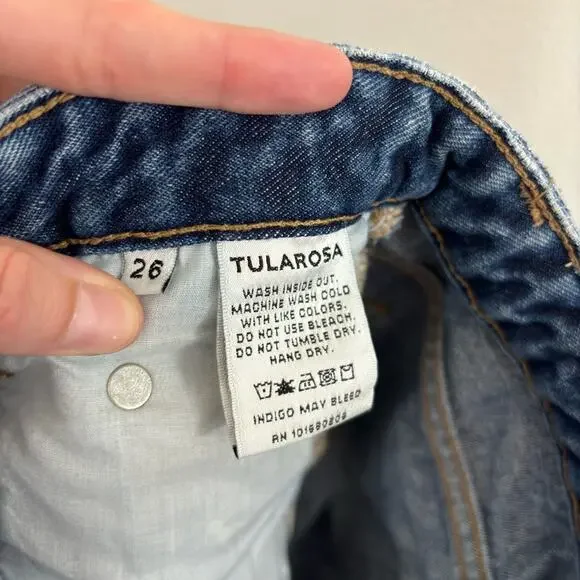 26
TULAROSA
WASH INSIDE OUT.
MACHINE WASH COLD
WITH LIKE COLORS.
DO NOT USE BLEACH.
DO NOT TUMBLE DRY.
HANG DRY.
INDIGO MAY BLEED
RN 101680806